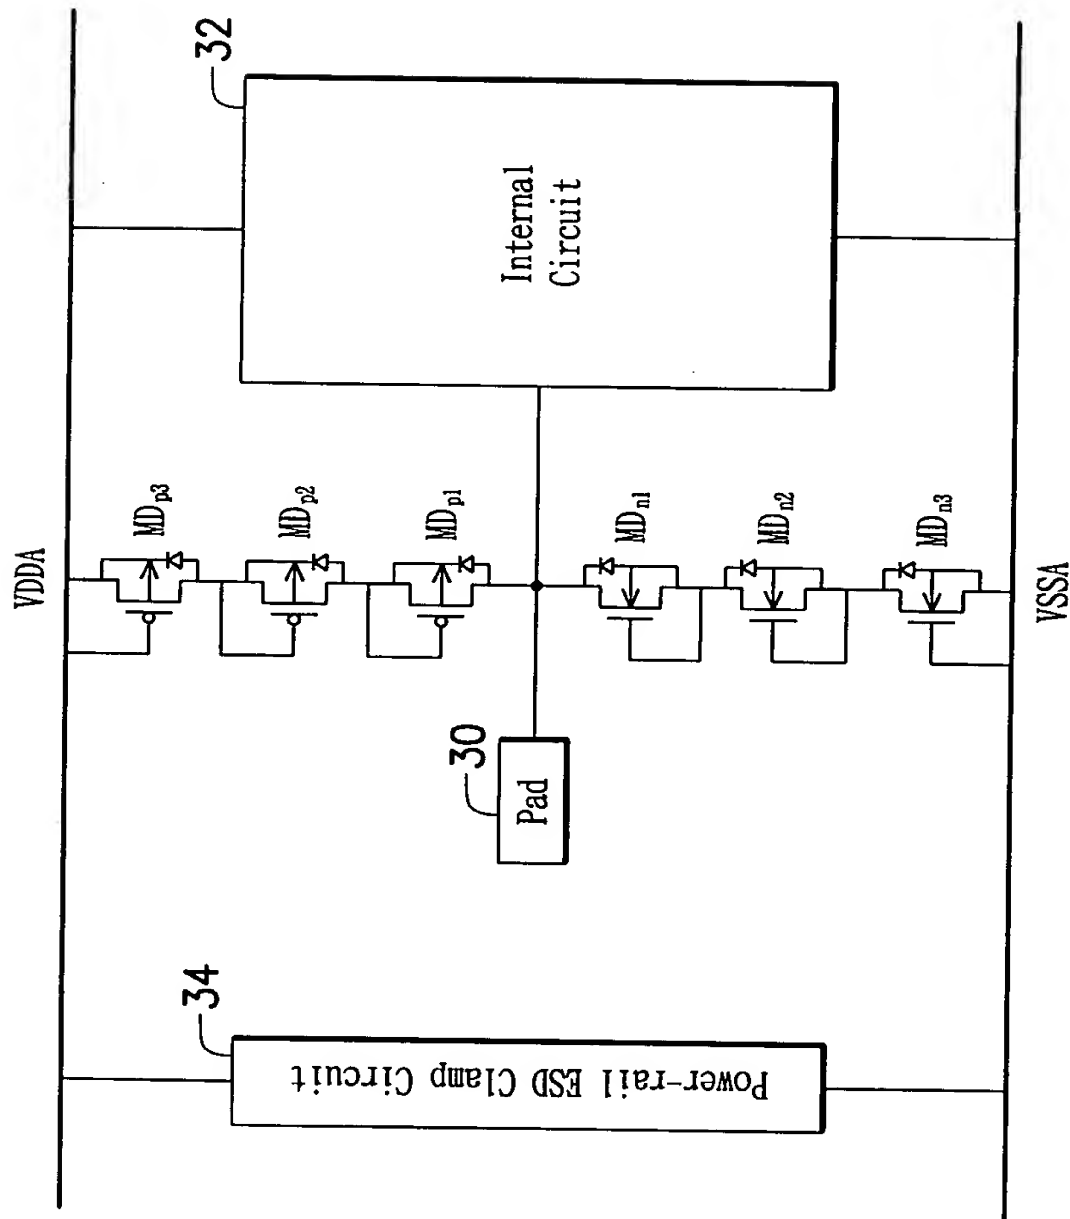 VDDA
32
Internal
Circuit
MDp3
MDp2
MDp1
MDn1
MDn2
MDn3
VSSA
30
Pad
34
Power-rail ESD Clamp Circuit